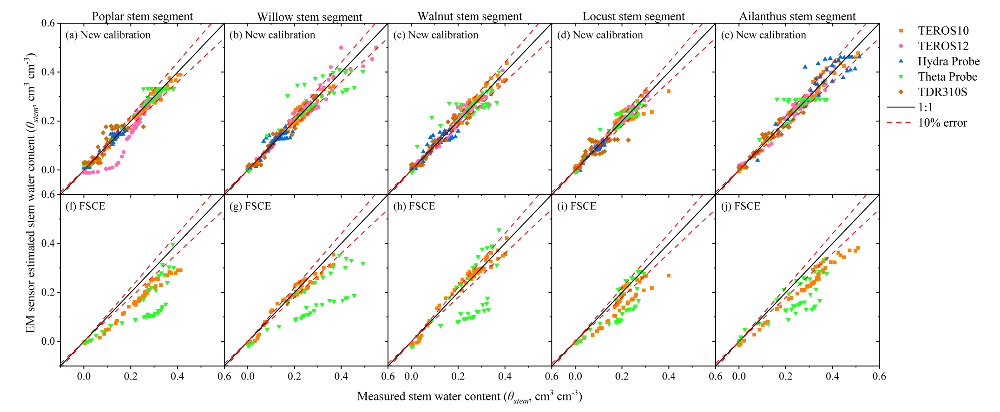 Poplar stem segment
Willow stem segment
Walnut stem segment
Locust stem segment
Ailanthus stem segment
(a) New calibration
(b) New calibration
(c) New calibration
(d) New calibration
(e) New calibration
TEROS10
TEROS12
Hydra Probe
Theta Probe
TDR310S
1:1
10% error
0.6
0.4
0.2
0.0
0.6
0.4
0.2
0.0
EM sensor estimated stem water content (θstem, cm³ cm⁻³)
(f) FSCE
(g) FSCE
(h) FSCE
(i) FSCE
(j) FSCE
0.0 0.2 0.4 0.6 0.0 0.2 0.4 0.6 0.0 0.2 0.4 0.6 0.0 0.2 0.4 0.6 0.0 0.2 0.4 0.6
Measured stem water content (θstem, cm³ cm⁻³)